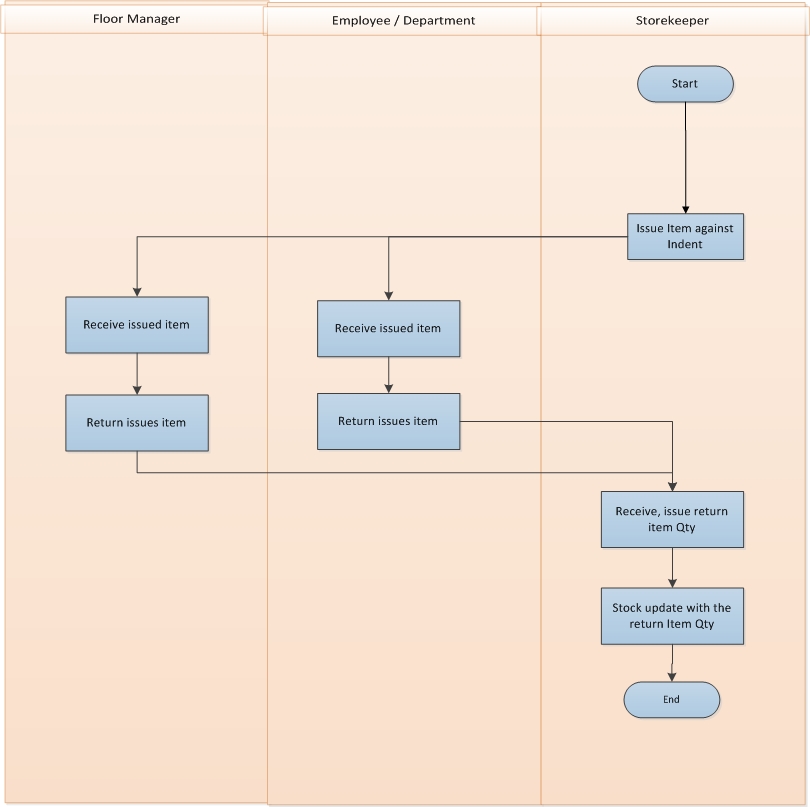 Floor Manager
Employee / Department
Storekeeper
Start
Issue Item against
Indent
Receive issued item
Receive issued item
Return issues item
Return issues item
Receive, issue return
item Qty
Stock update with the
return Item Qty
End